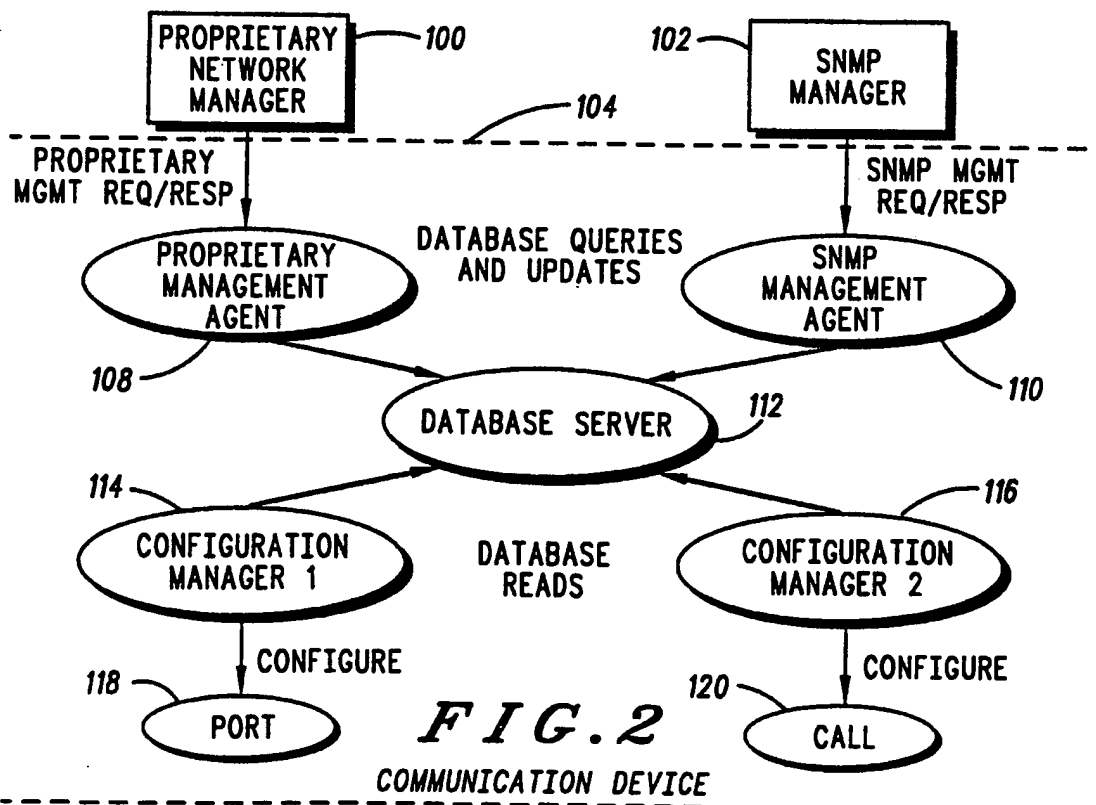 PROPRIETARY
NETWORK
MANAGER
100
102
SNMP
MANAGER
104
PROPRIETARY
MGMT REQ/RESP
SNMP MGMT
REQ/RESP
DATABASE QUERIES
AND UPDATES
PROPRIETARY
MANAGEMENT
AGENT
SNMP
MANAGEMENT
AGENT
108
110
DATABASE SERVER
112
114
116
CONFIGURATION
MANAGER 1
DATABASE
READS
CONFIGURATION
MANAGER 2
CONFIGURE
CONFIGURE
118
120
PORT
CALL
FIG.2
COMMUNICATION DEVICE